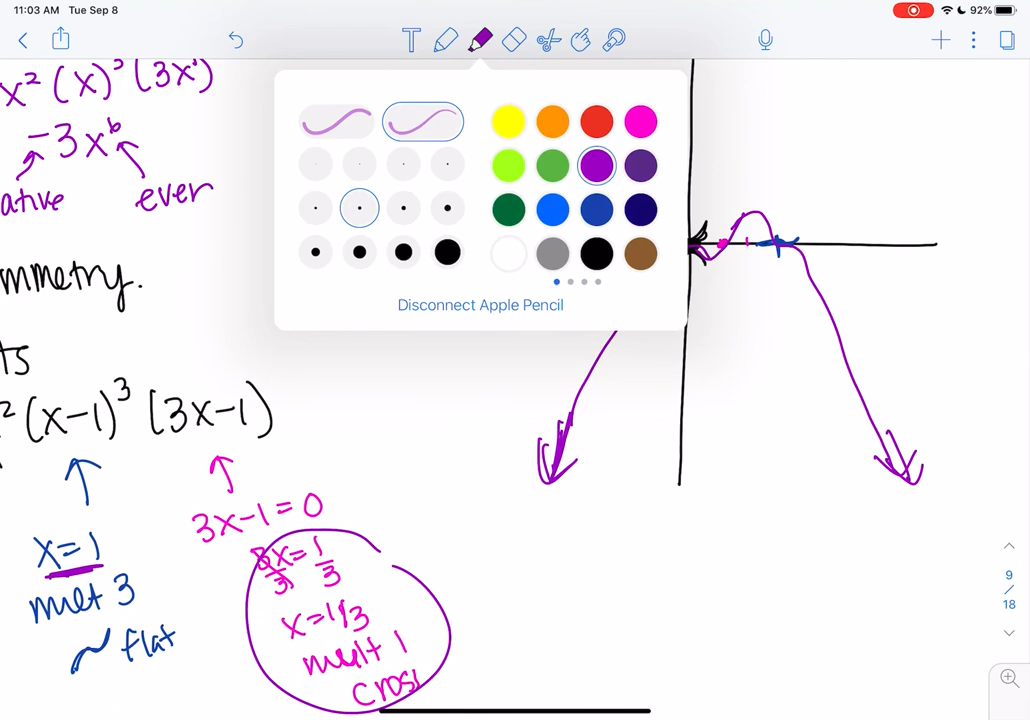 11:03 AM Tue Sep 8
92%
T
x² (x)³ (3x¹)
-3x⁶
ative ever
mmetry.
ts
² (x-1)³ (3x-1)
3x-1=0
x=1
mult 3
~ flat
3x/3=1/3
x=1/3
mult 1
cross
Disconnect Apple Pencil
9
/
18